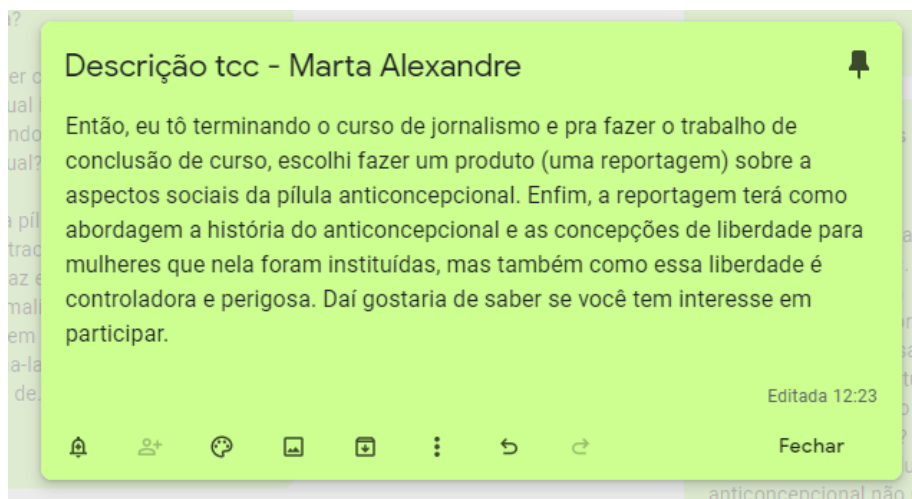 Descrição tcc - Marta Alexandre
Então, eu tô terminando o curso de jornalismo e pra fazer o trabalho de
conclusão de curso, escolhi fazer um produto (uma reportagem) sobre a
aspectos sociais da pílula anticoncepcional. Enfim, a reportagem terá como
abordagem a história do anticoncepcional e as concepções de liberdade para
mulheres que nela foram instituídas, mas também como essa liberdade é
controladora e perigosa. Daí gostaria de saber se você tem interesse em
participar.
Editada 12:23
Fechar
anticoncepcional não